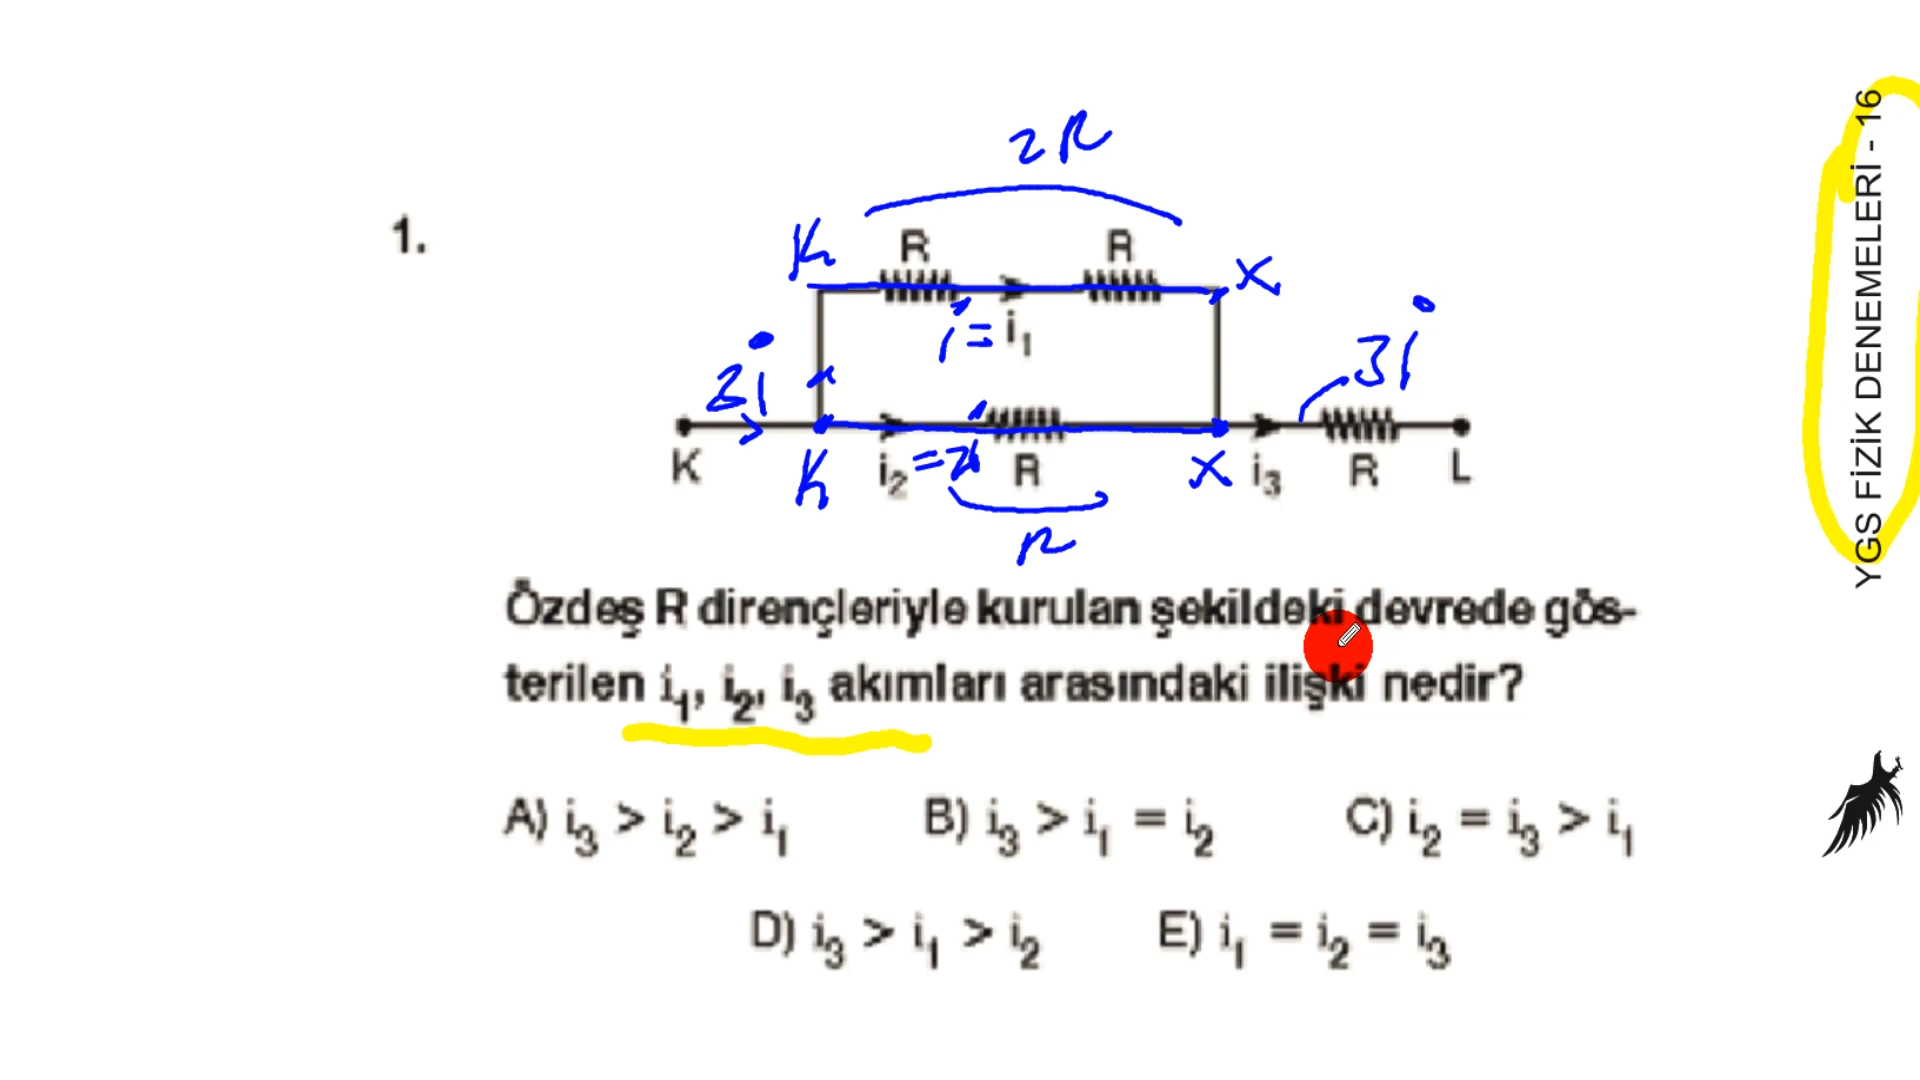 2R
1.
K R R X
i = i₁
3i 3i
K K i₂ = 2i R X i₃ R L
R
Özdeş R dirençleriyle kurulan şekildeki devrede gös-
terilen i₁, i₂, i₃ akımları arasındaki ilişki nedir?
A) i₃ > i₂ > i₁ B) i₃ > i₁ = i₂ C) i₂ = i₃ > i₁
D) i₃ > i₁ > i₂ E) i₁ = i₂ = i₃
YGS FİZİK DENEMELERİ - 16